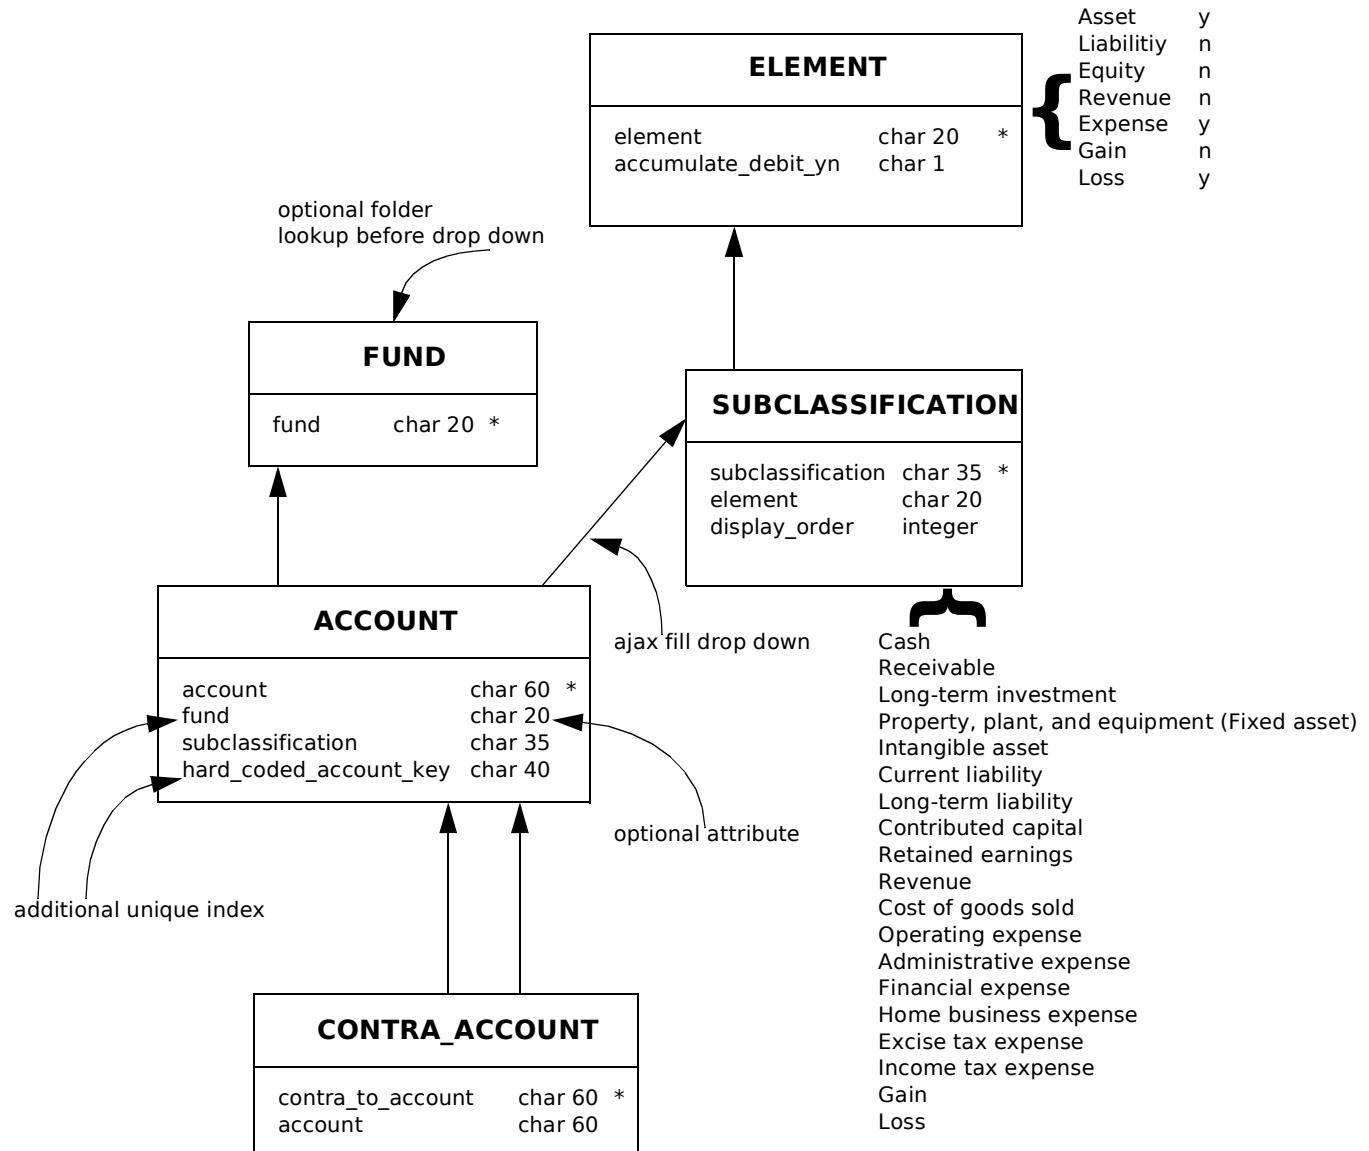 Asset y
Liabilitiy n
Equity n
Revenue n
Expense y
Gain n
Loss y
ELEMENT
element char 20 *
accumulate_debit_yn char 1
optional folder
lookup before drop down
FUND
fund char 20 *
SUBCLASSIFICATION
subclassification char 35 *
element char 20
display_order integer
ajax fill drop down
ACCOUNT
account char 60 *
fund char 20
subclassification char 35
hard_coded_account_key char 40
optional attribute
additional unique index
Cash
Receivable
Long-term investment
Property, plant, and equipment (Fixed asset)
Intangible asset
Current liability
Long-term liability
Contributed capital
Retained earnings
Revenue
Cost of goods sold
Operating expense
Administrative expense
Financial expense
Home business expense
Excise tax expense
Income tax expense
Gain
Loss
CONTRA_ACCOUNT
contra_to_account char 60 *
account char 60